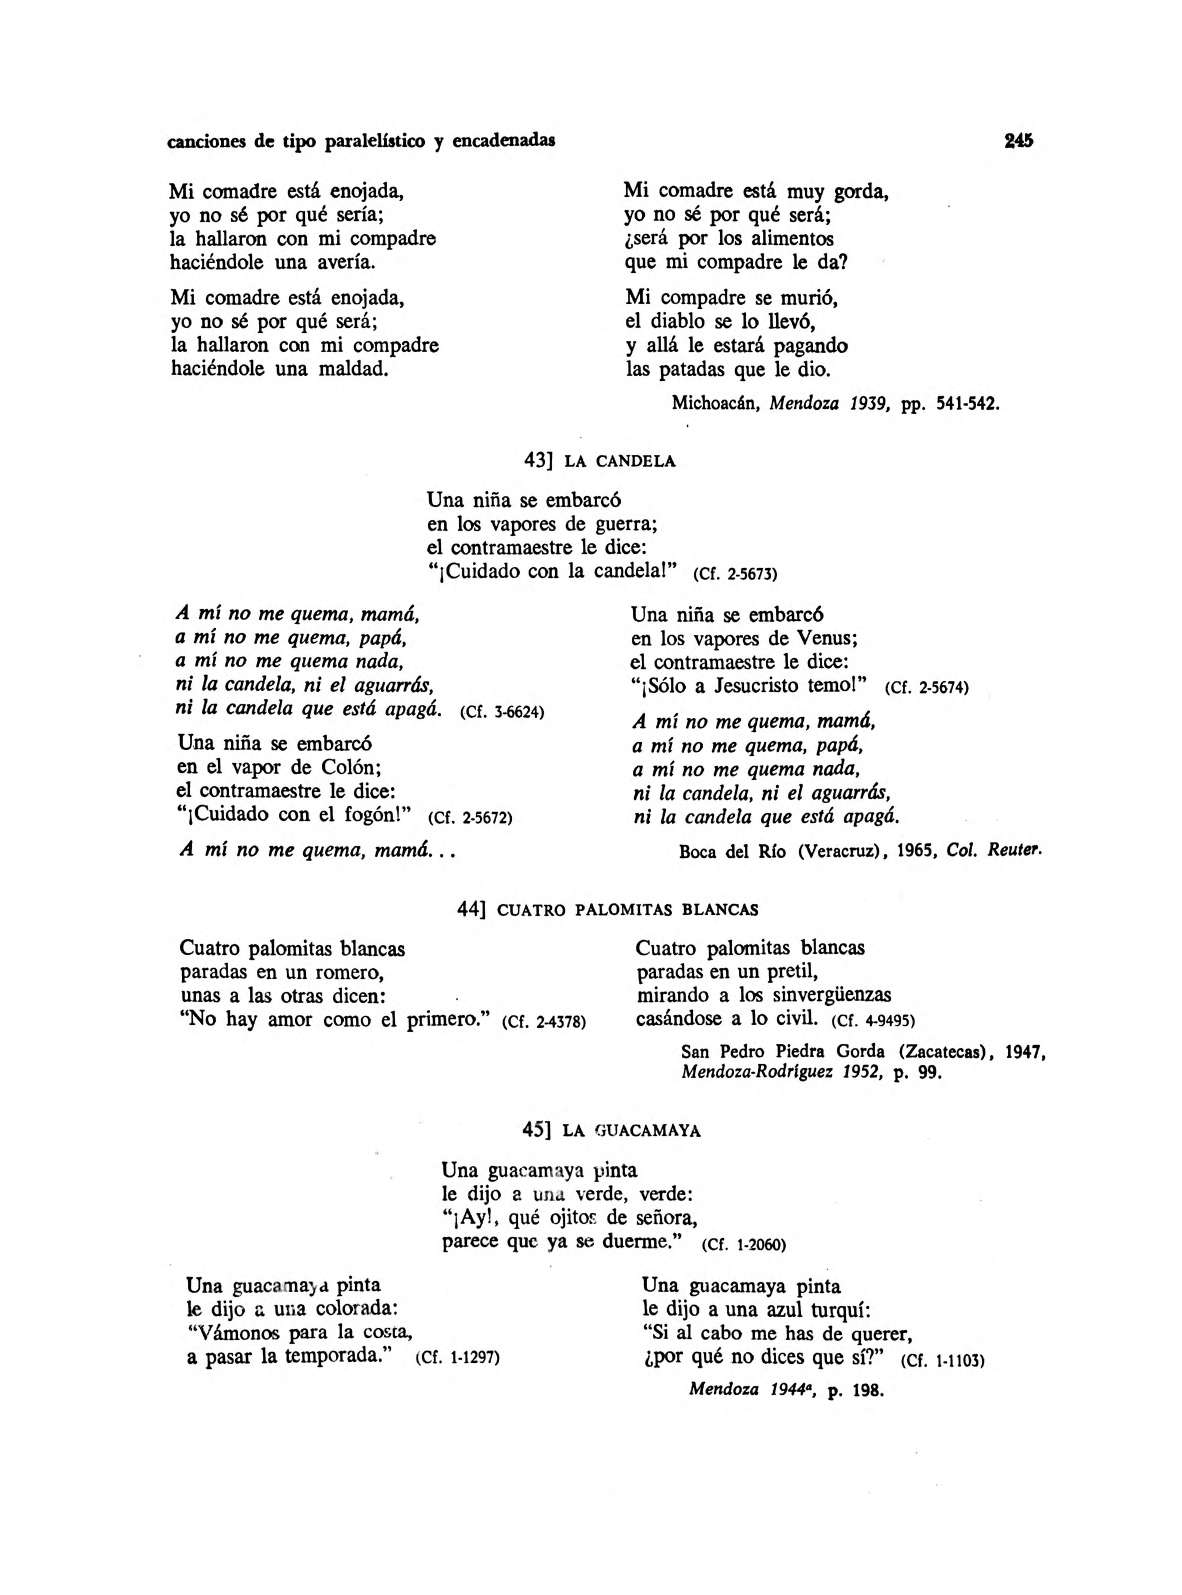 canciones de tipo paralelístico y encadenadas 245
Mi comadre está enojada,
yo no sé por qué sería;
la hallaron con mi compadre
haciéndole una avería.
Mi comadre está enojada,
yo no sé por qué será;
la hallaron con mi compadre
haciéndole una maldad.
Mi comadre está muy gorda,
yo no sé por qué será;
¿será por los alimentos
que mi compadre le da?
Mi compadre se murió,
el diablo se lo llevó,
y allá le estará pagando
las patadas que le dio.
Michoacán, Mendoza 1939, pp. 541-542.
43] LA CANDELA
Una niña se embarcó
en los vapores de guerra;
el contramaestre le dice:
“¡Cuidado con la candela!” (Cf. 2-5673)
A mí no me quema, mamá,
a mí no me quema, papá,
a mí no me quema nada,
ni la candela, ni el aguarrás,
ni la candela que está apagá. (Cf. 3-6624)
Una niña se embarcó
en el vapor de Colón;
el contramaestre le dice:
“¡Cuidado con el fogón!” (Cf. 2-5672)
A mí no me quema, mamá...
Una niña se embarcó
en los vapores de Venus;
el contramaestre le dice:
“¡Sólo a Jesucristo temo!” (Cf. 2-5674)
A mí no me quema, mamá,
a mí no me quema, papá,
a mí no me quema nada,
ni la candela, ni el aguarrás,
ni la candela que está apagá.
Boca del Río (Veracruz), 1965, Col. Reuter.
44] CUATRO PALOMITAS BLANCAS
Cuatro palomitas blancas
paradas en un romero,
unas a las otras dicen:
“No hay amor como el primero.” (Cf. 2-4378)
Cuatro palomitas blancas
paradas en un pretil,
mirando a los sinvergüenzas
casándose a lo civil. (Cf. 4-9495)
San Pedro Piedra Gorda (Zacatecas), 1947,
Mendoza-Rodríguez 1952, p. 99.
45] LA GUACAMAYA
Una guacamaya pinta
le dijo a una verde, verde:
“¡Ay!, qué ojitos de señora,
parece que ya se duerme.” (Cf. 1-2060)
Una guacamaya pinta
le dijo a una colorada:
“Vámonos para la costa,
a pasar la temporada.” (Cf. 1-1297)
Una guacamaya pinta
le dijo a una azul turquí:
“Si al cabo me has de querer,
¿por qué no dices que sí?” (Cf. 1-1103)
Mendoza 1944ª, p. 198.